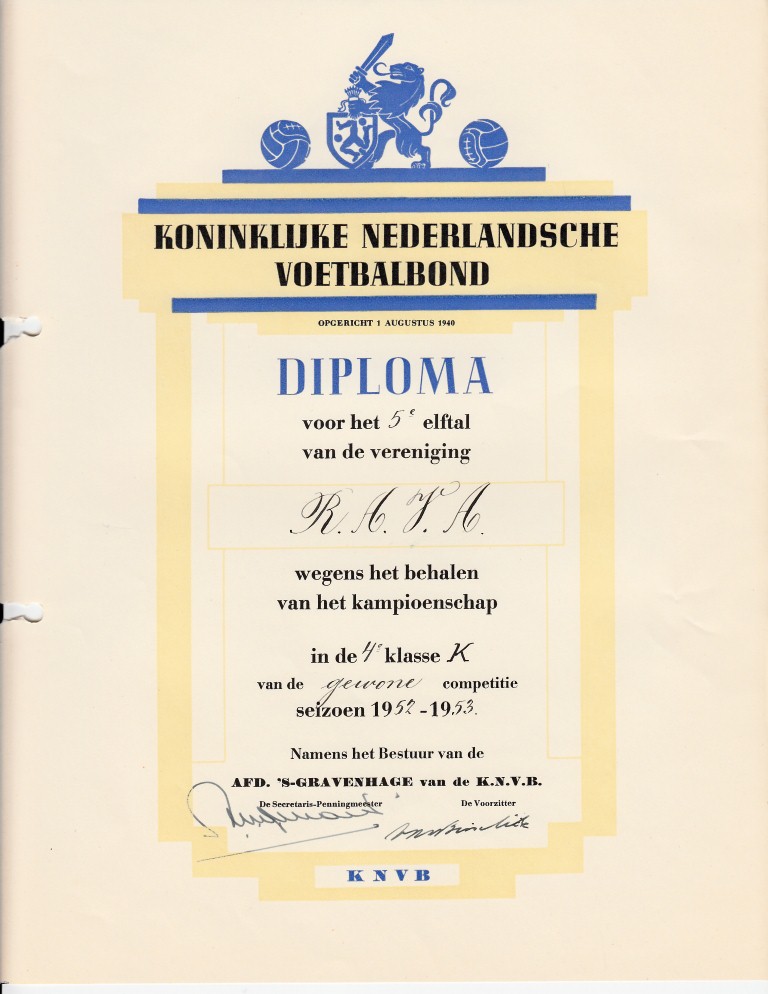 KONINKLIJKE NEDERLANDSCHE
VOETBALBOND
OPGERICHT 1 AUGUSTUS 1940
DIPLOMA
voor het 5e elftal
van de vereniging
R.A.V.A.
wegens het behalen
van het kampioenschap
in de 4e klasse K
van de gewone competitie
seizoen 1952-1953.
Namens het Bestuur van de
AFD. 'S-GRAVENHAGE van de K.N.V.B.
De Secretaris-Penningmeester De Voorzitter
KNVB